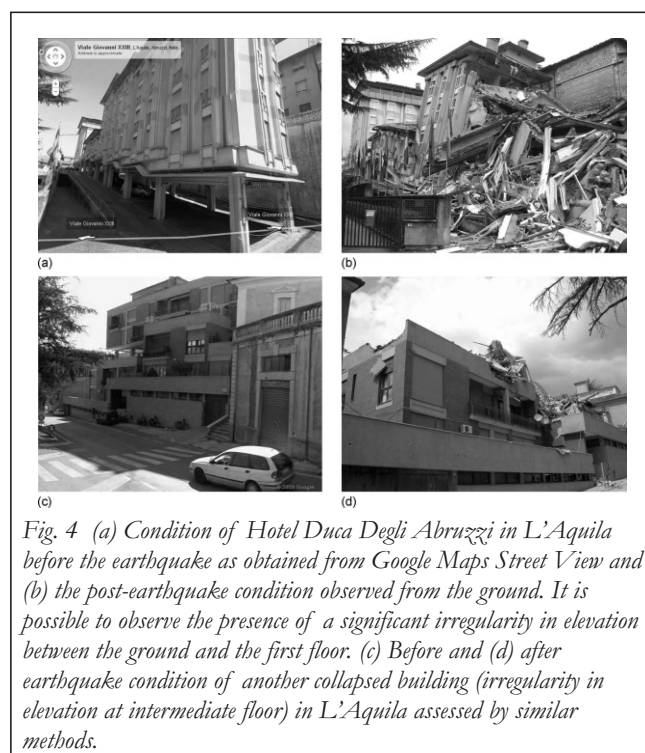 Viale Giovanni XXIII, L'Aquila, Abruzzi, Italia
Address is approximate
Viale Giovanni XXIII
Viale Giovanni XXIII
(a)
(b)
© 2009 Google
(c)
(d)
Fig. 4 (a) Condition of Hotel Duca Degli Abruzzi in L'Aquila
before the earthquake as obtained from Google Maps Street View and
(b) the post-earthquake condition observed from the ground. It is
possible to observe the presence of a significant irregularity in elevation
between the ground and the first floor. (c) Before and (d) after
earthquake condition of another collapsed building (irregularity in
elevation at intermediate floor) in L'Aquila assessed by similar
methods.